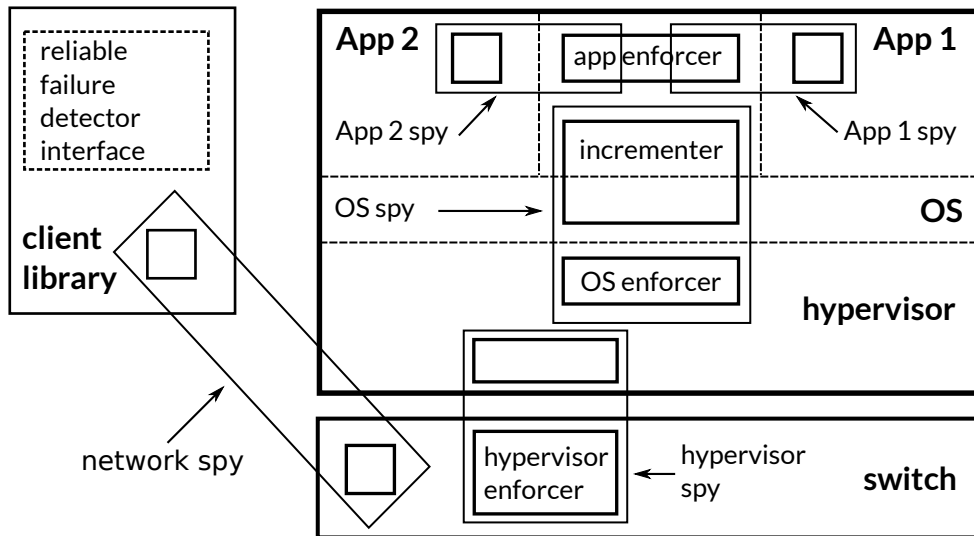 reliable
failure
detector
interface
client
library
network spy
App 2
app enforcer
App 1
App 2 spy
App 1 spy
incrementer
OS spy
OS
OS enforcer
hypervisor
hypervisor
enforcer
hypervisor
spy
switch